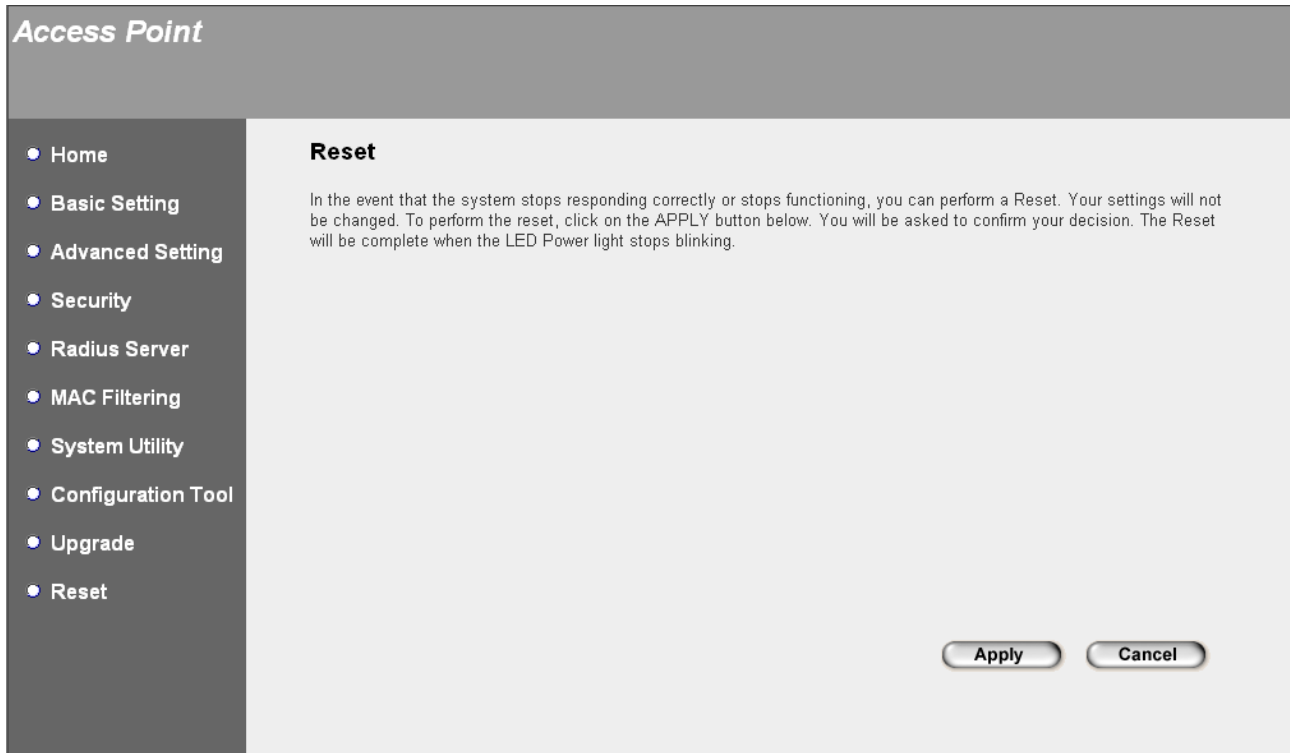 Access Point
Home
Basic Setting
Advanced Setting
Security
Radius Server
MAC Filtering
System Utility
Configuration Tool
Upgrade
Reset
Reset
In the event that the system stops responding correctly or stops functioning, you can perform a Reset. Your settings will not
be changed. To perform the reset, click on the APPLY button below. You will be asked to confirm your decision. The Reset
will be complete when the LED Power light stops blinking.
Apply Cancel